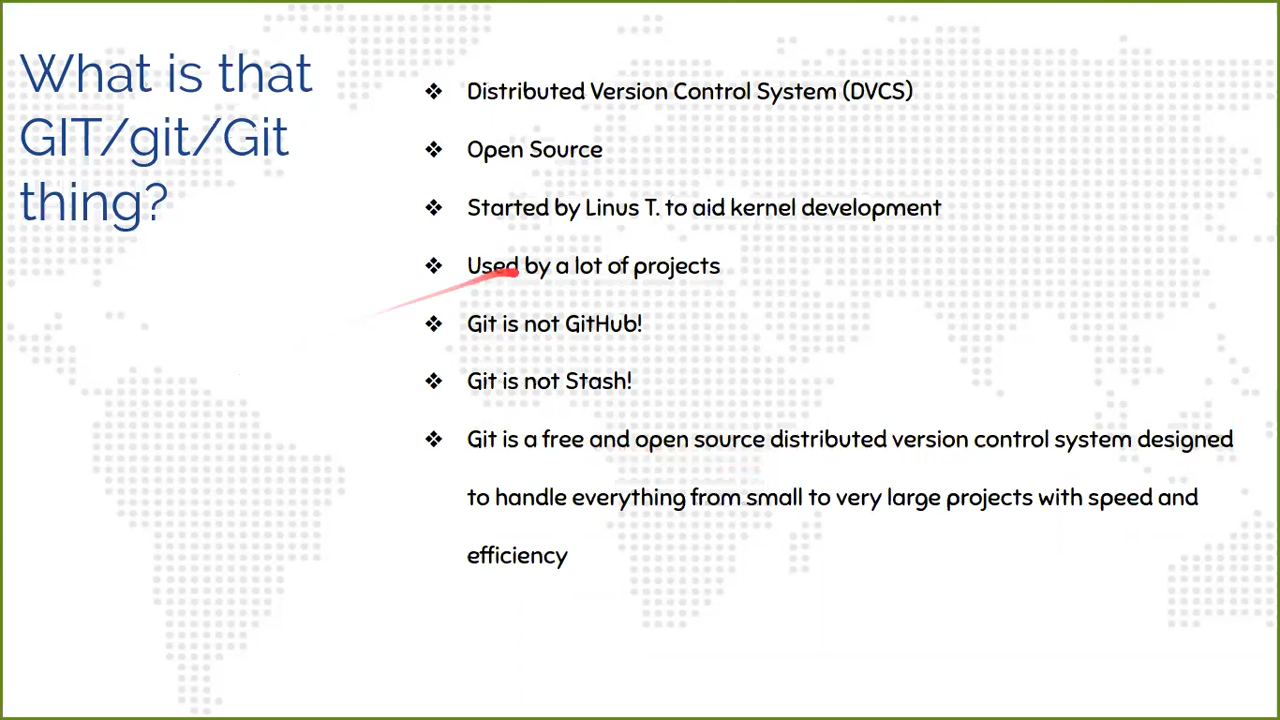 What is that
GIT/git/Git
thing?
❖ Distributed Version Control System (DVCS)
❖ Open Source
❖ Started by Linus T. to aid kernel development
❖ Used by a lot of projects
❖ Git is not GitHub!
❖ Git is not Stash!
❖ Git is a free and open source distributed version control system designed
to handle everything from small to very large projects with speed and
efficiency